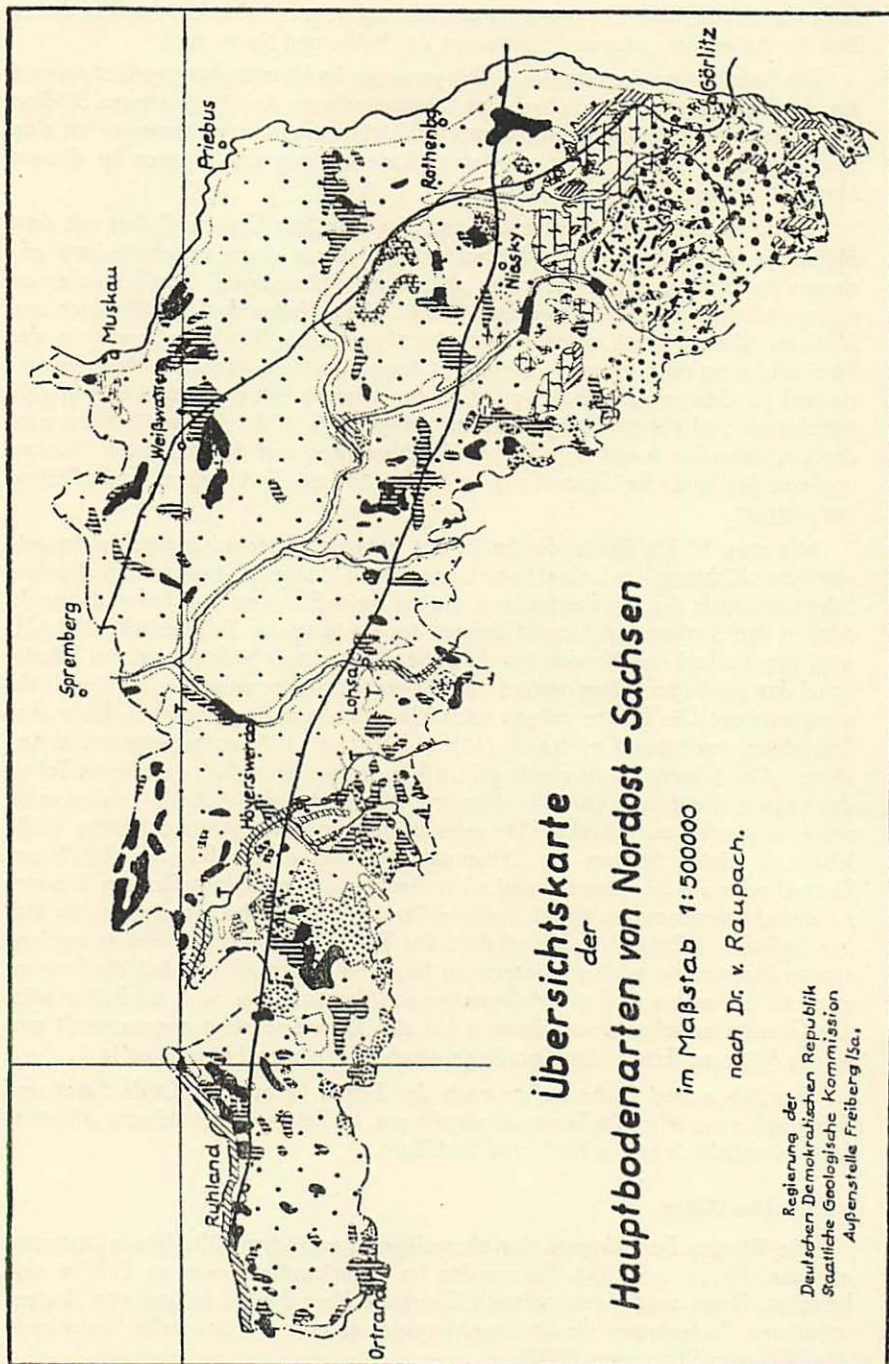 Spremberg
Muskau
Priebus
Weißwasser
Rothenbg
Ruhland
Hoyerswerda
Lohsa
Niesky
Görlitz
Ortrand
T
T
T
T
T
Übersichtskarte
der
Hauptbodenarten von Nordost-Sachsen
im Maßstab 1:500000
nach Dr. v. Raupach.
Regierung der
Deutschen Demokratischen Republik
Staatliche Geologische Kommission
Außenstelle Freiberg/Sa.